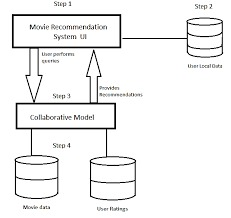 Step 1
Step 2
Movie Recommendation
System UI
User performs
queries
User Local Data
Provides
Recommendations
Step 3
Collaborative Model
Step 4
Movie data
User Ratings